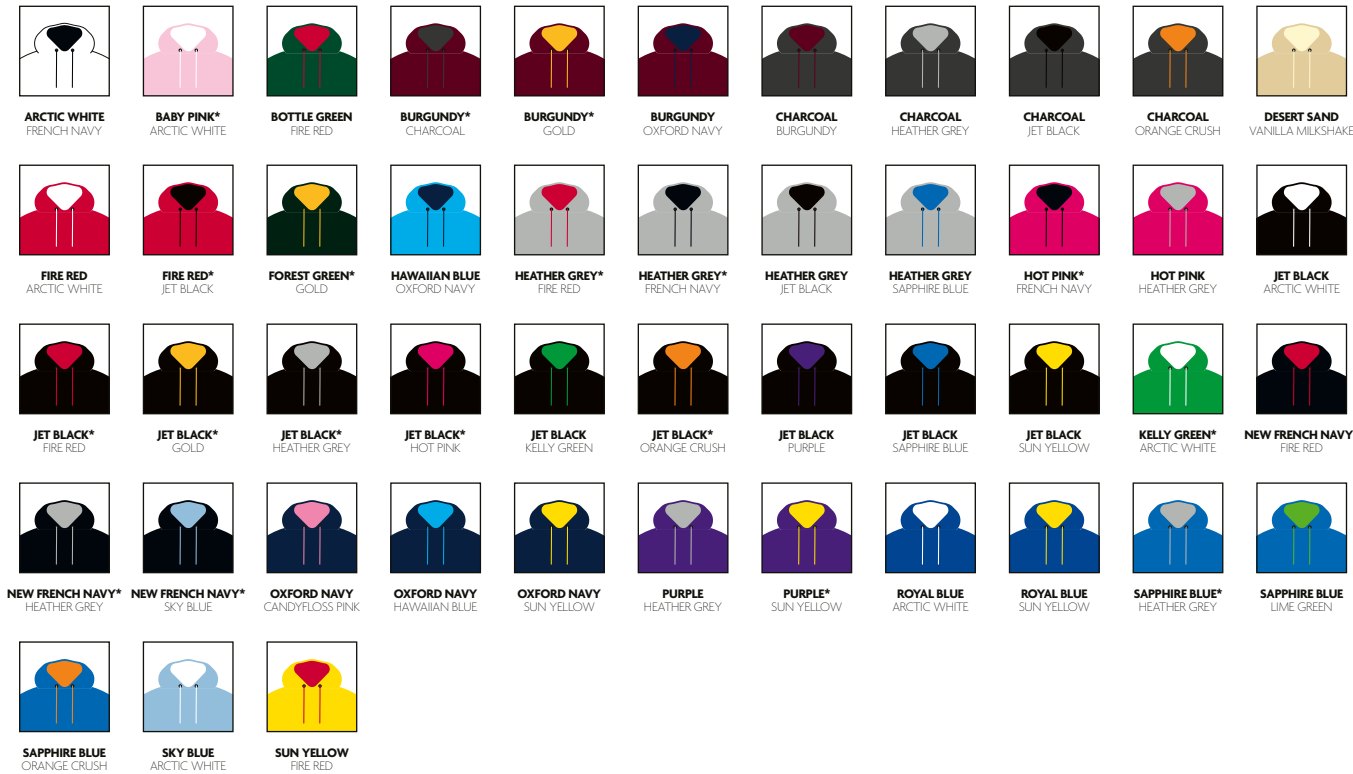 ARCTIC WHITE
FRENCH NAVY
BABY PINK*
ARCTIC WHITE
BOTTLE GREEN
FIRE RED
BURGUNDY*
CHARCOAL
BURGUNDY*
GOLD
BURGUNDY
OXFORD NAVY
CHARCOAL
BURGUNDY
CHARCOAL
HEATHER GREY
CHARCOAL
JET BLACK
CHARCOAL
ORANGE CRUSH
DESERT SAND
VANILLA MILKSHAKE
FIRE RED
ARCTIC WHITE
FIRE RED*
JET BLACK
FOREST GREEN*
GOLD
HAWAIIAN BLUE
OXFORD NAVY
HEATHER GREY*
FIRE RED
HEATHER GREY*
FRENCH NAVY
HEATHER GREY
JET BLACK
HEATHER GREY
SAPPHIRE BLUE
HOT PINK*
FRENCH NAVY
HOT PINK
HEATHER GREY
JET BLACK
ARCTIC WHITE
JET BLACK*
FIRE RED
JET BLACK*
GOLD
JET BLACK*
HEATHER GREY
JET BLACK*
HOT PINK
JET BLACK
KELLY GREEN
JET BLACK*
ORANGE CRUSH
JET BLACK
PURPLE
JET BLACK
SAPPHIRE BLUE
JET BLACK
SUN YELLOW
KELLY GREEN*
ARCTIC WHITE
NEW FRENCH NAVY
FIRE RED
NEW FRENCH NAVY*
HEATHER GREY
NEW FRENCH NAVY*
SKY BLUE
OXFORD NAVY
CANDYFLOSS PINK
OXFORD NAVY
HAWAIIAN BLUE
OXFORD NAVY
SUN YELLOW
PURPLE
HEATHER GREY
PURPLE*
SUN YELLOW
ROYAL BLUE
ARCTIC WHITE
ROYAL BLUE
SUN YELLOW
SAPPHIRE BLUE*
HEATHER GREY
SAPPHIRE BLUE
LIME GREEN
SAPPHIRE BLUE
ORANGE CRUSH
SKY BLUE
ARCTIC WHITE
SUN YELLOW
FIRE RED